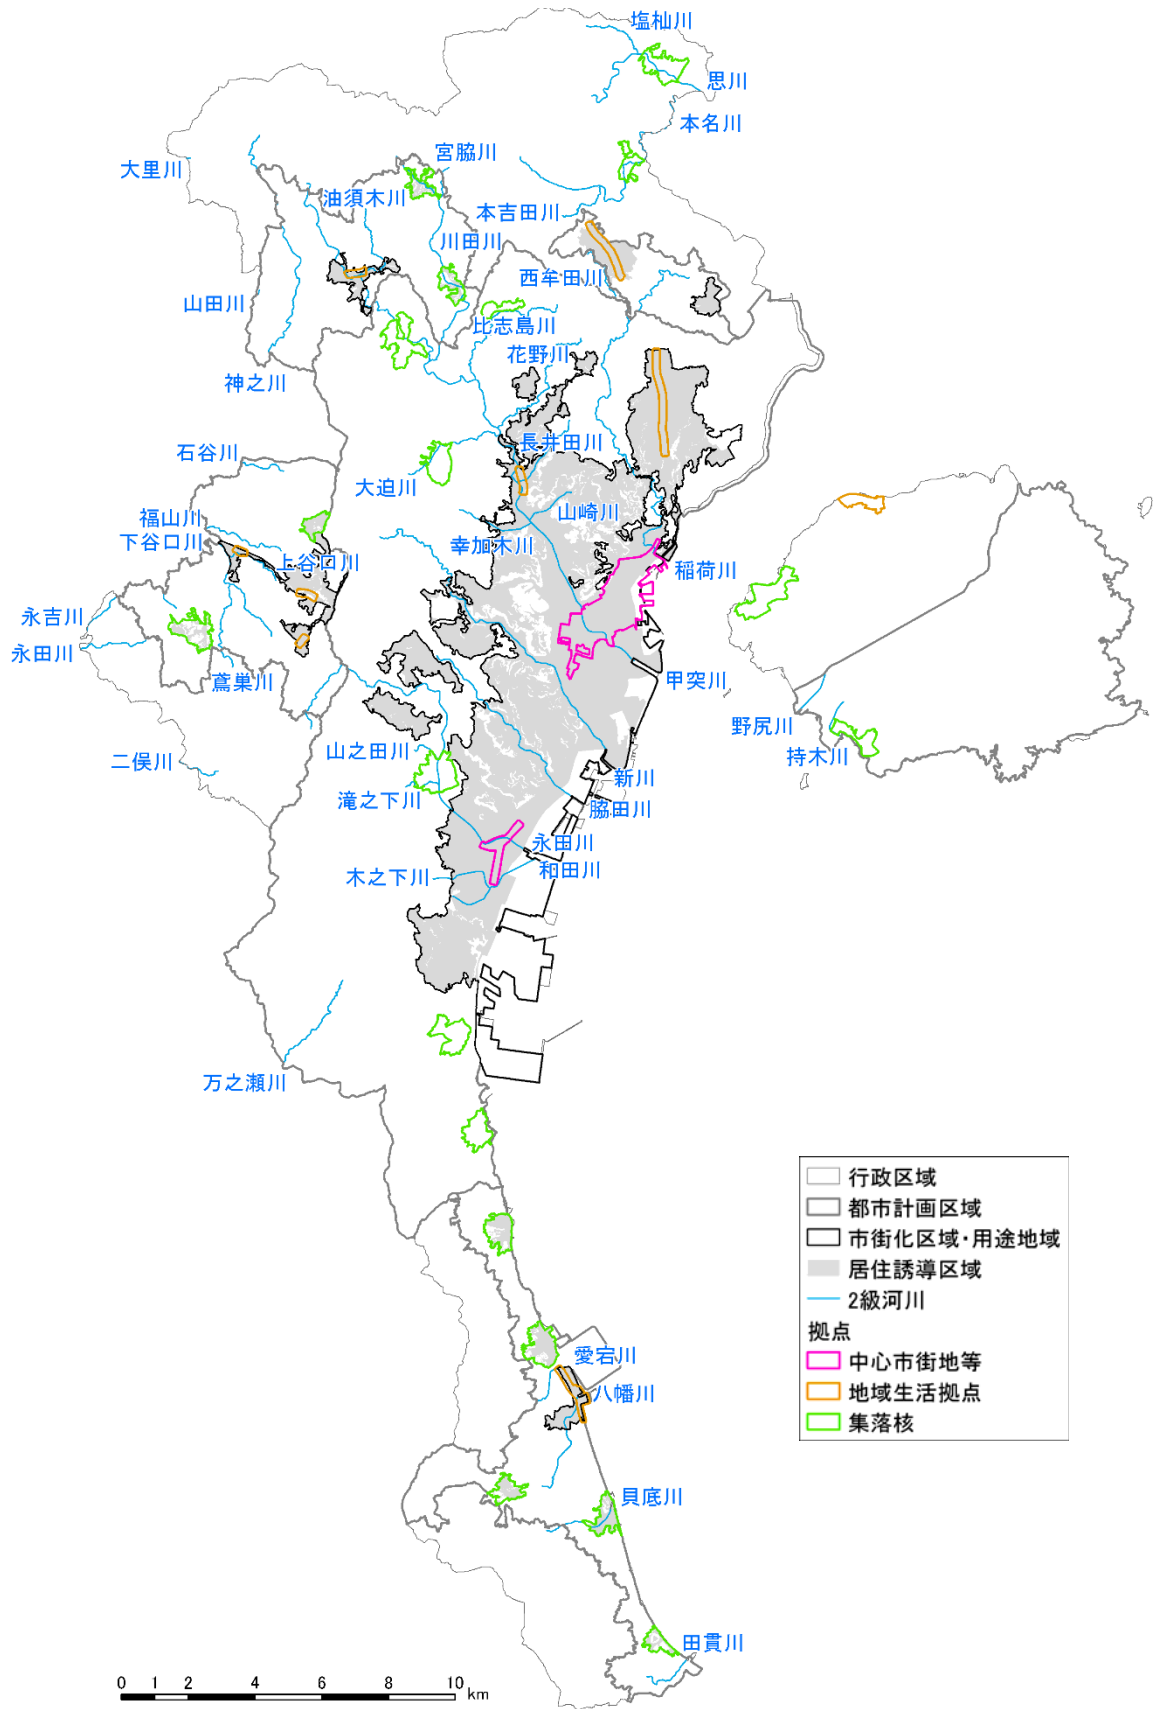 塩杣川
思川
本名川
宮脇川
大里川
油須木川
本吉田川
川田川
西牟田川
山田川
比志島川
花野川
神之川
長井田川
石谷川
大迫川
山崎川
福山川
下谷口川
上谷口川
幸加木川
稲荷川
永吉川
永田川
鳶巣川
甲突川
野尻川
持木川
山之田川
二俣川
新川
滝之下川
脇田川
永田川
和田川
木之下川
万之瀬川
行政区域
都市計画区域
市街化区域・用途地域
居住誘導区域
2級河川
拠点
中心市街地等
地域生活拠点
集落核
愛宕川
八幡川
貝底川
田貫川
0 1 2 4 6 8 10 km